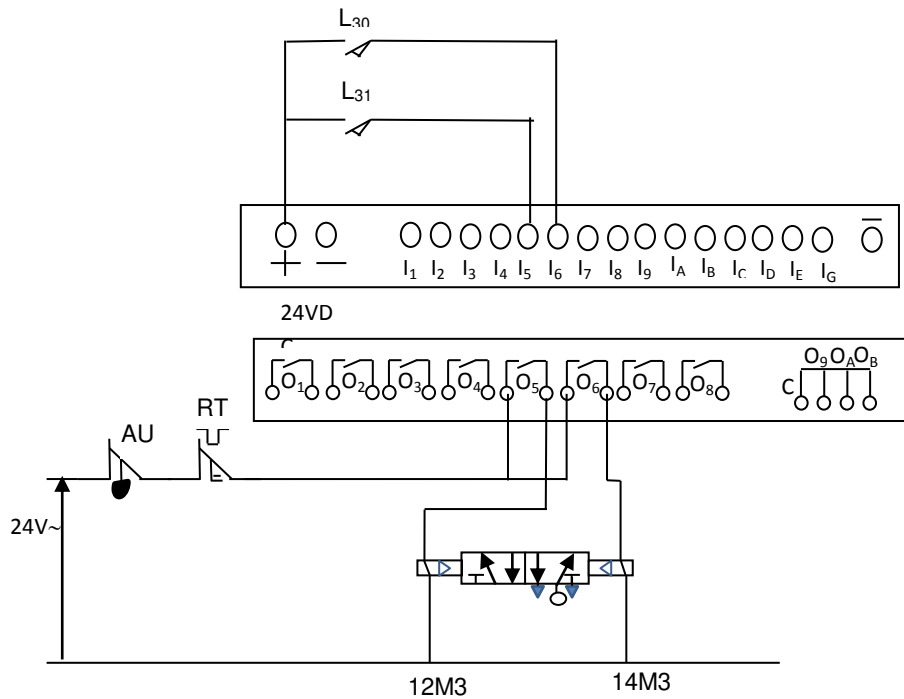 L30
L31
+ − I1 I2 I3 I4 I5 I6 I7 I8 I9 IA IB IC ID IE IG −
24VD
O1 O2 O3 O4 O5 O6 O7 O8 C O9 OA OB
AU RT
24V~
12M3 14M3